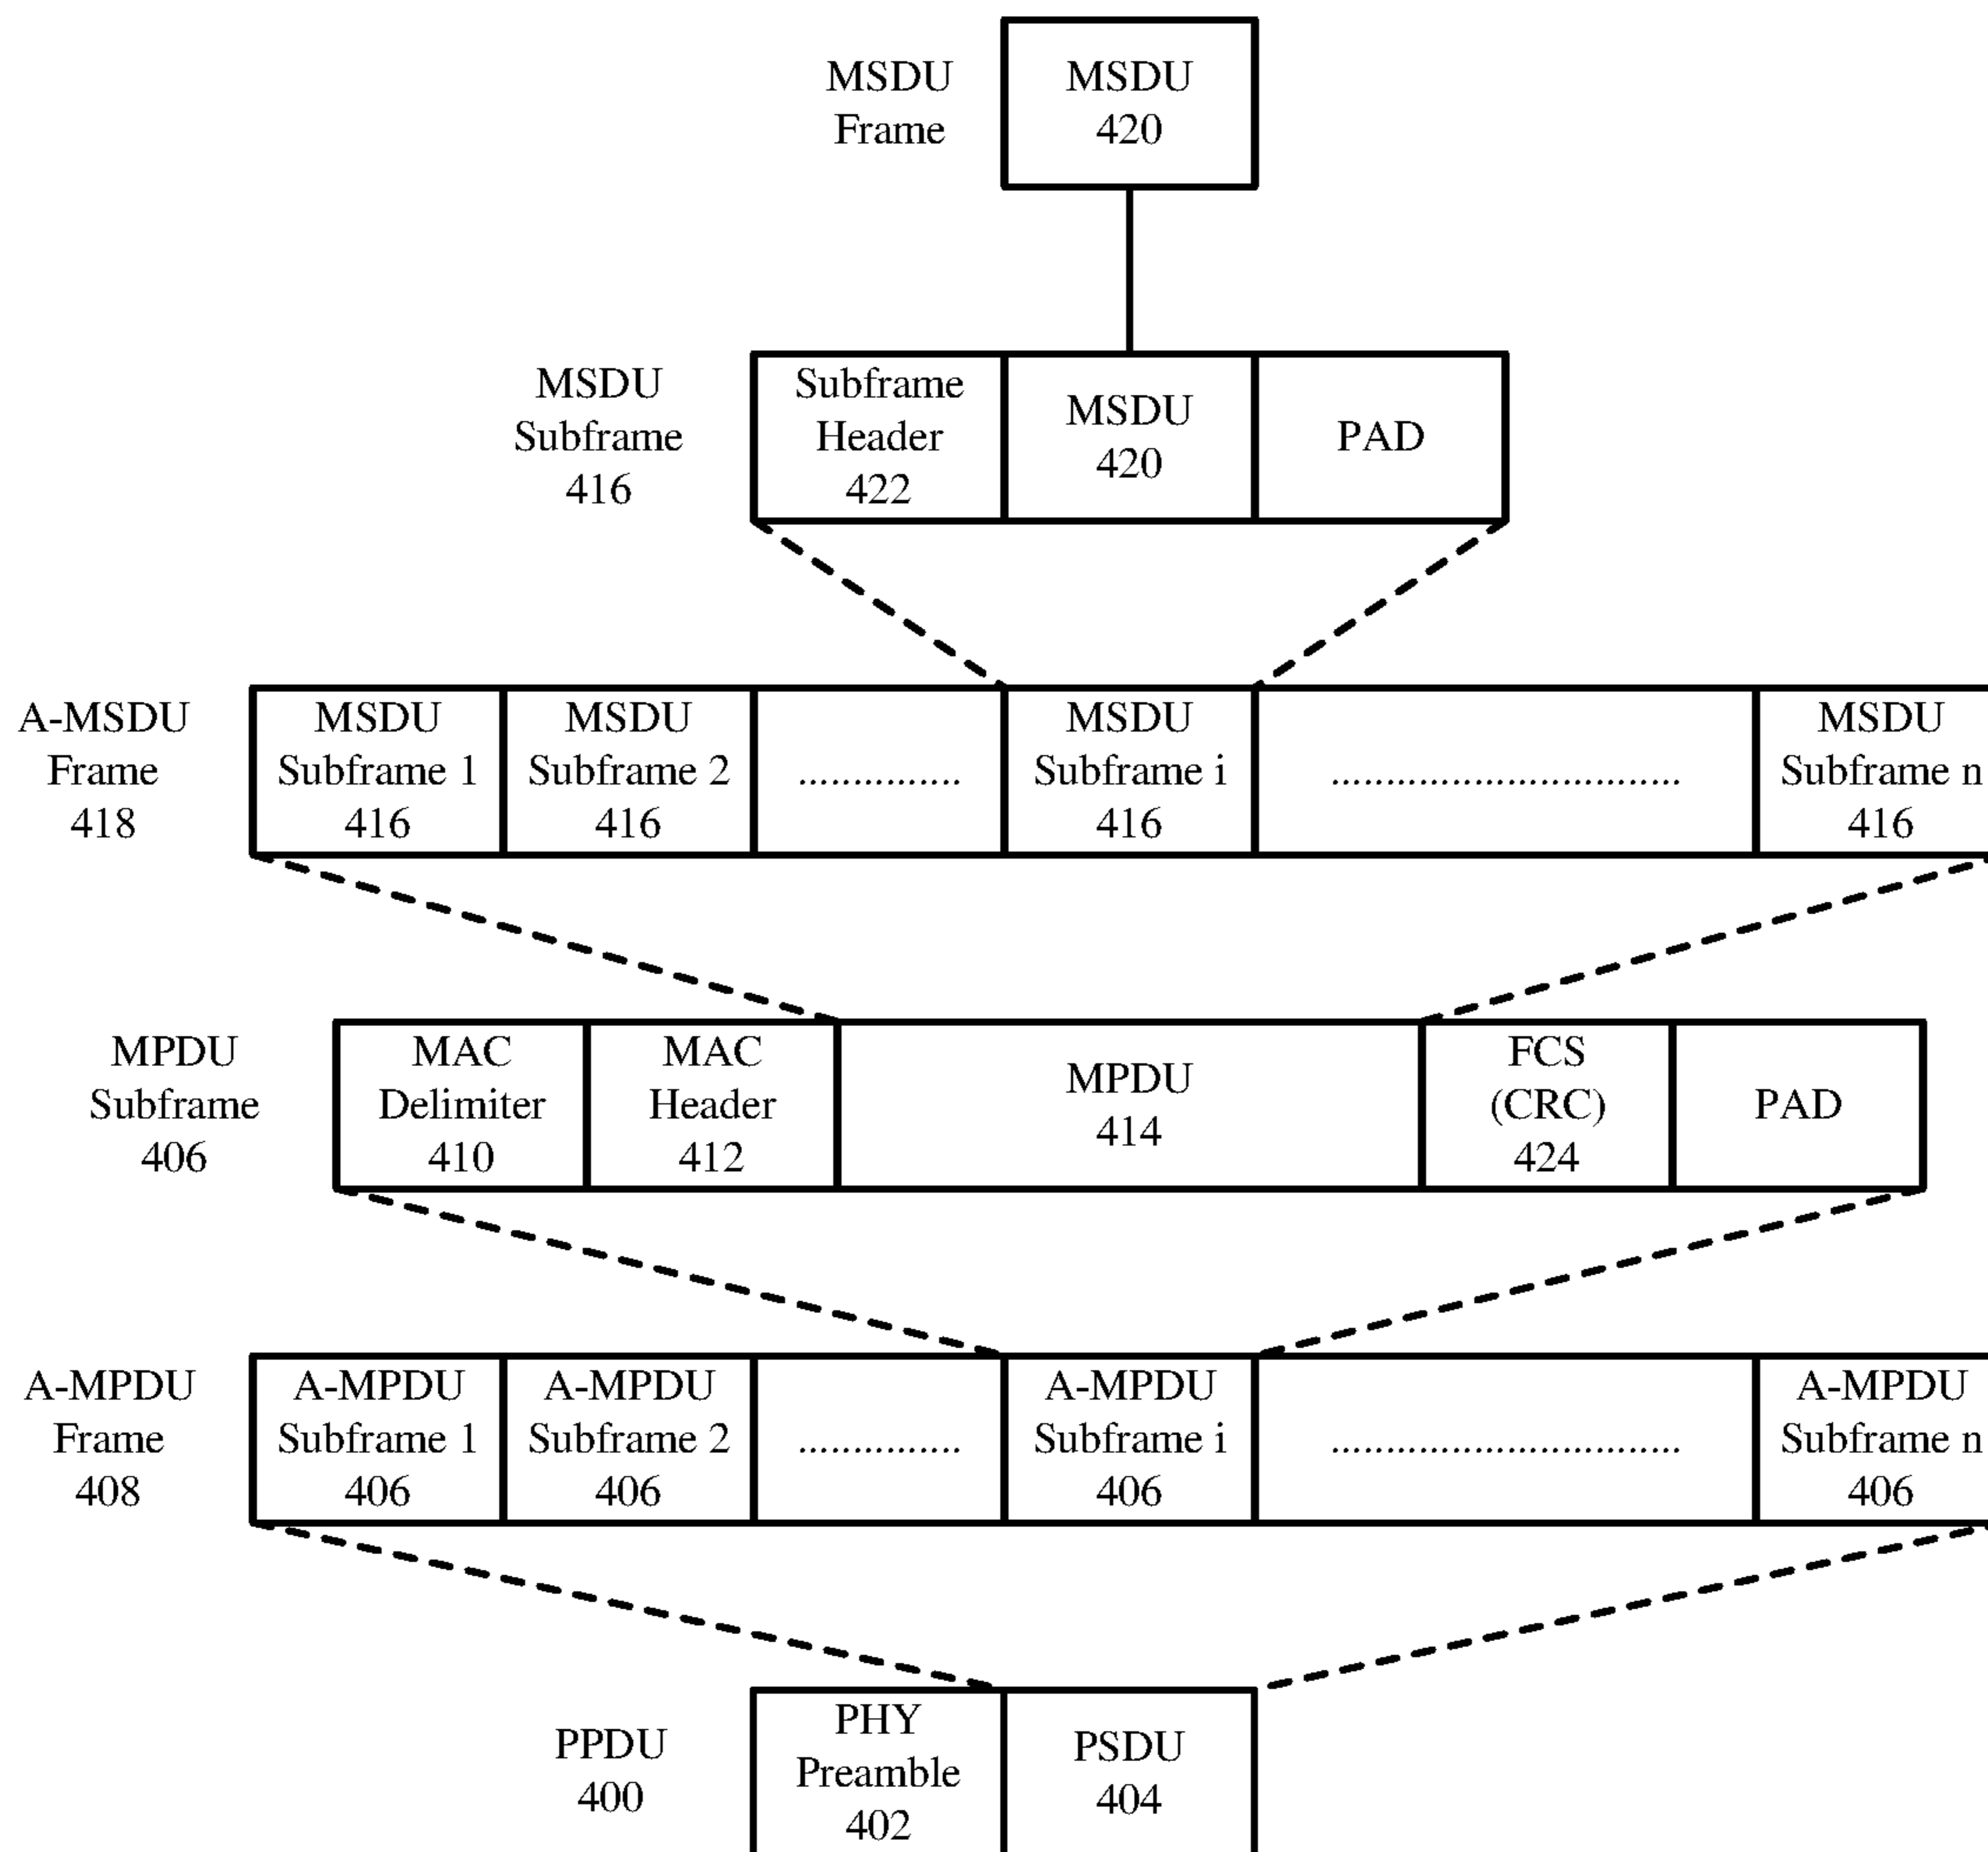 MSDU
Frame
MSDU
420
MSDU
Subframe
416
Subframe
Header
422
MSDU
420
PAD
A-MSDU
Frame
418
MSDU
Subframe 1
416
MSDU
Subframe 2
416
...............
MSDU
Subframe i
416
................................
MSDU
Subframe n
416
MPDU
Subframe
406
MAC
Delimiter
410
MAC
Header
412
MPDU
414
FCS
(CRC)
424
PAD
A-MPDU
Frame
408
A-MPDU
Subframe 1
406
A-MPDU
Subframe 2
406
...............
A-MPDU
Subframe i
406
................................
A-MPDU
Subframe n
406
PPDU
400
PHY
Preamble
402
PSDU
404